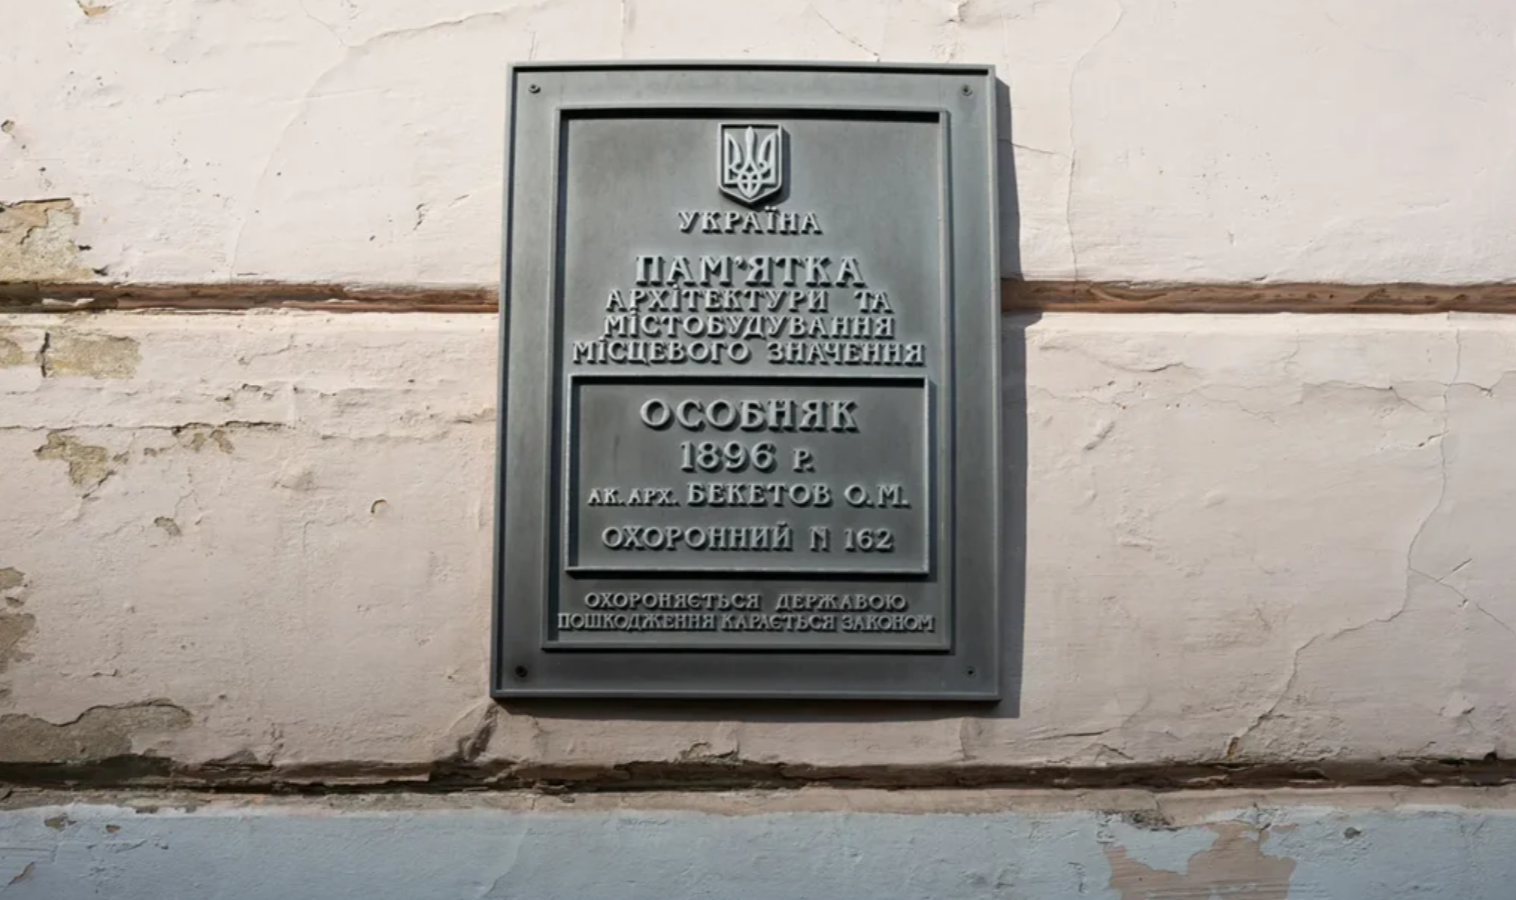 УКРАЇНА
ПАМ'ЯТКА
АРХІТЕКТУРИ ТА
МІСТОБУДУВАННЯ
МІСЦЕВОГО ЗНАЧЕННЯ
ОСОБНЯК
1896 Р.
АК. АРХ. БЕКЕТОВ О.М.
ОХОРОННИЙ N 162
ОХОРОНЯЄТЬСЯ ДЕРЖАВОЮ
ПОШКОДЖЕННЯ КАРАЄТЬСЯ ЗАКОНОМ